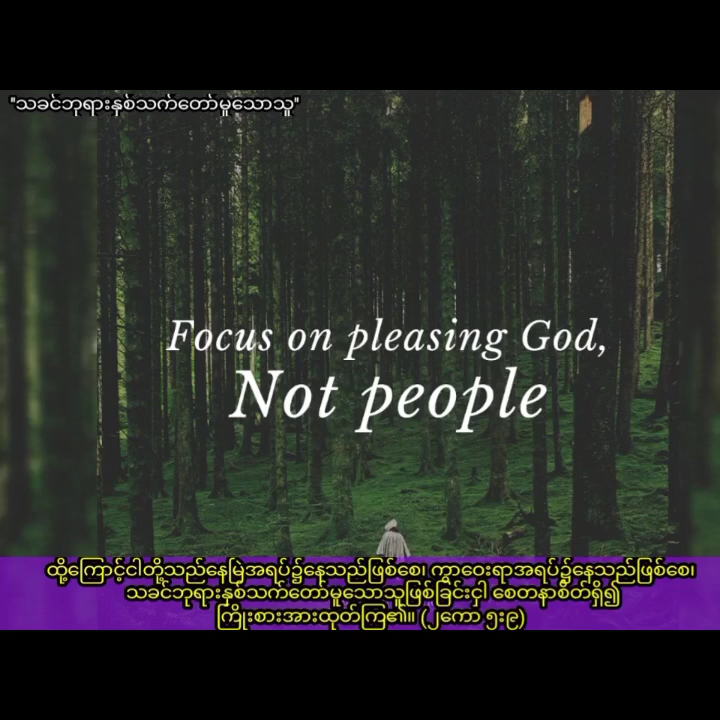 "သခင်ဘုရားနှစ်သက်တော်မူသောသူ"
Focus on pleasing God,
Not people
ထို့ကြောင့်ငါတို့သည်နေမြဲအရပ်၌နေသည်ဖြစ်စေ၊ ကွာဝေးရာအရပ်၌နေသည်ဖြစ်စေ၊
သခင်ဘုရားနှစ်သက်တော်မူသောသူဖြစ်ခြင်းငှါ စေတနာစိတ်ရှိ၍
ကြိုးစားအားထုတ်ကြ၏။ (၂ကော ၅း၉)